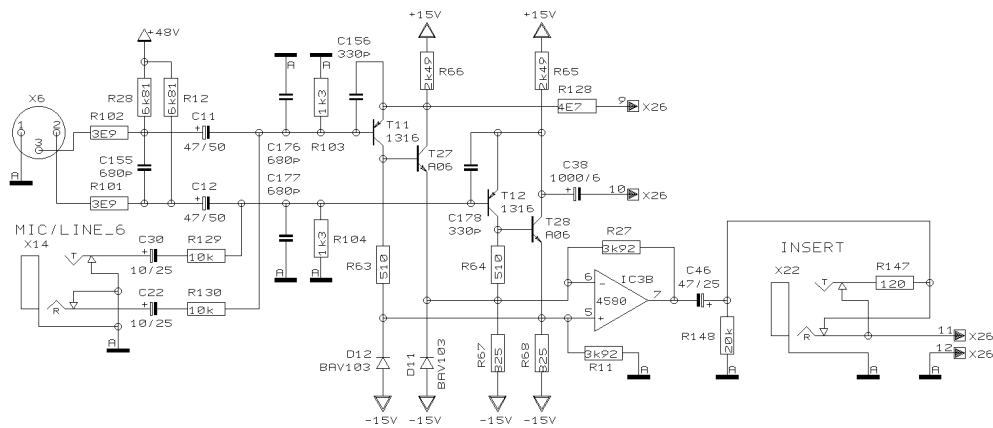 +15V +15V
+48V C156 330p
R66 2k49 R65 2k49
X6 R28 6k81 6k81 R12
A A 1k3
R128 4E7 9 X26
R102 3E9 C11 + 47/50
1 2 3
T11 1316
C176 680p R103
C155 680p
T27 A06
C38 1000/6 + 10 X26
A R101 3E9 C12 + 47/50
C177 680p
T12 1316
C178 330p T28 A06
MIC/LINE_6
X14 C30 + 10/25 R129 10k
1k3 R104
R63 510 R64 510
R27 3k92
INSERT
T A A
X22 R147 120
C22 + 10/25 R130 10k
R
6 - IC3B 4580 7 5 +
C46 47/25 +
T R
A
R148 20k
11 X26
12 X26
D12 BAV103 D11 BAV103
R67 825 R68 825
3k92 R11
A A A A
-15V -15V -15V -15V